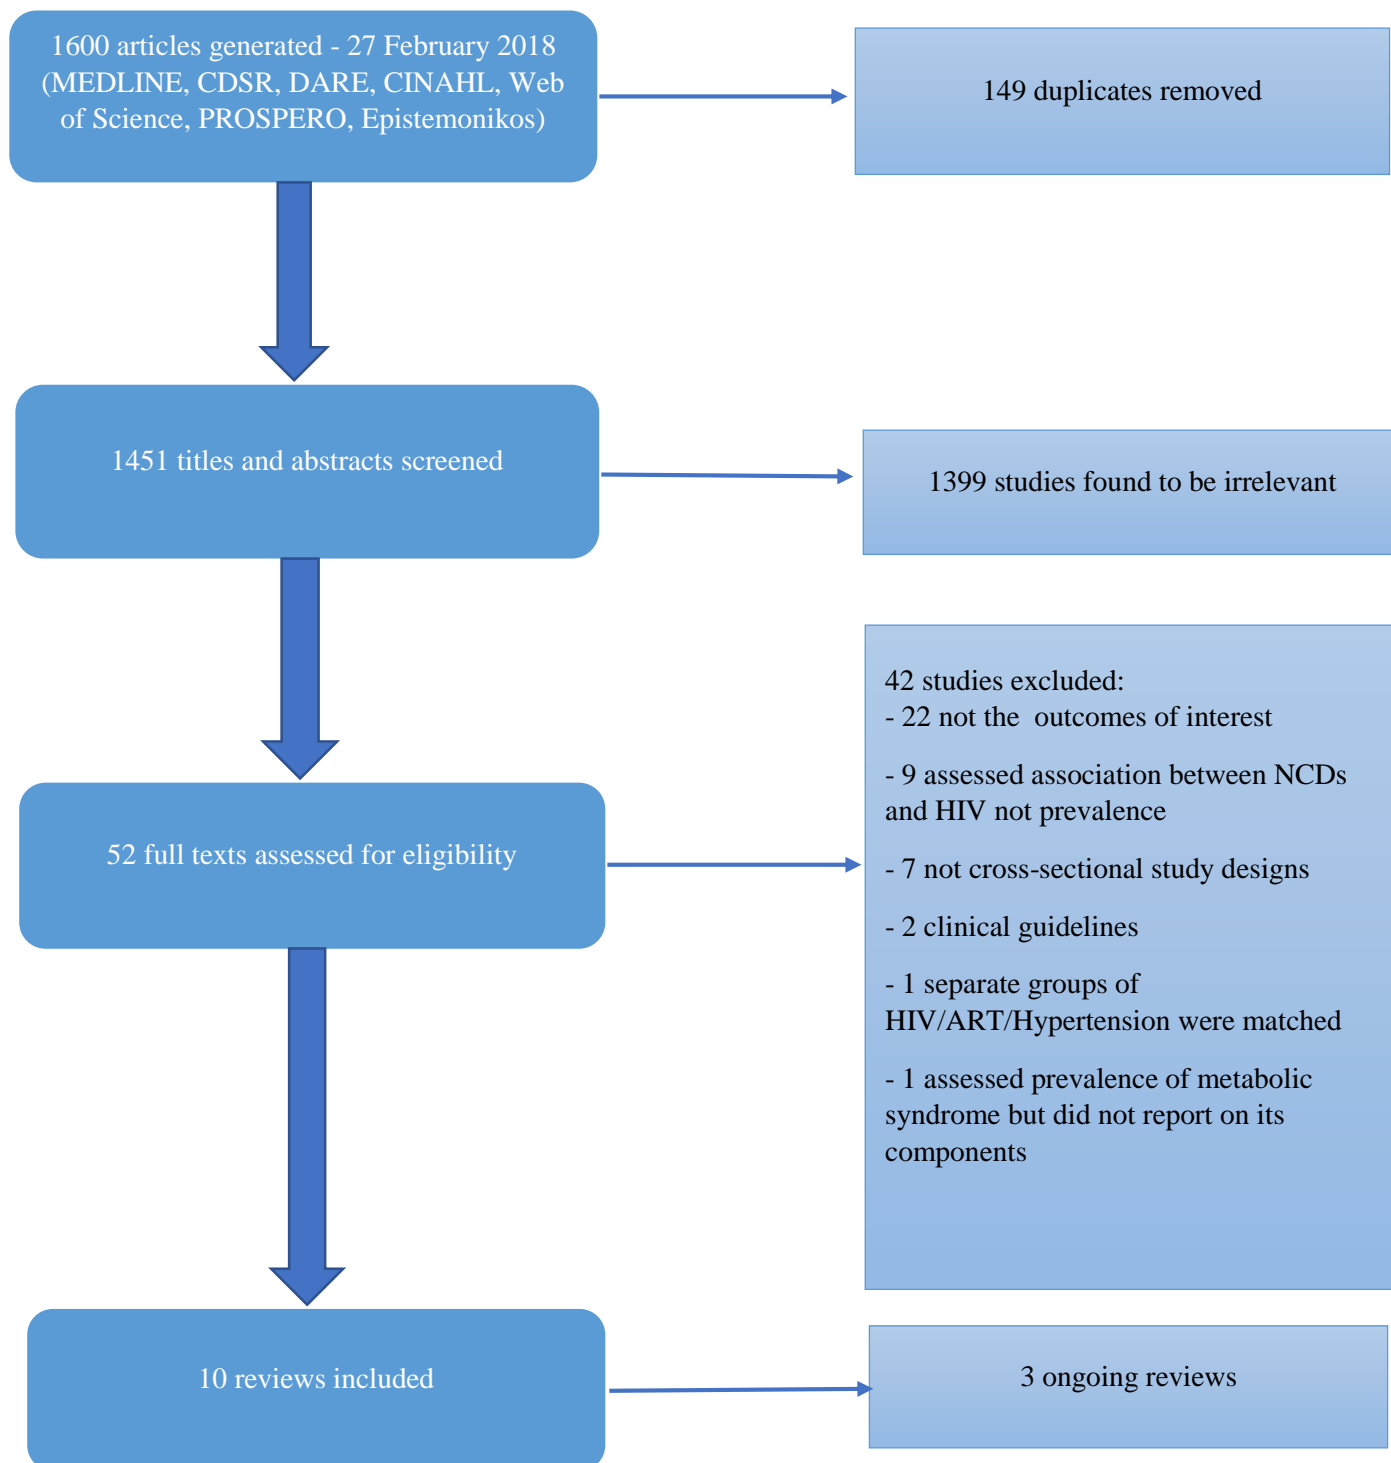 1600 articles generated - 27 February 2018
(MEDLINE, CDSR, DARE, CINAHL, Web
of Science, PROSPERO, Epistemonikos)
149 duplicates removed
1451 titles and abstracts screened
1399 studies found to be irrelevant
52 full texts assessed for eligibility
42 studies excluded:
- 22 not the  outcomes of interest
- 9 assessed association between NCDs
and HIV not prevalence
- 7 not cross-sectional study designs
- 2 clinical guidelines
- 1 separate groups of
HIV/ART/Hypertension were matched
- 1 assessed prevalence of metabolic
syndrome but did not report on its
components
10 reviews included
3 ongoing reviews